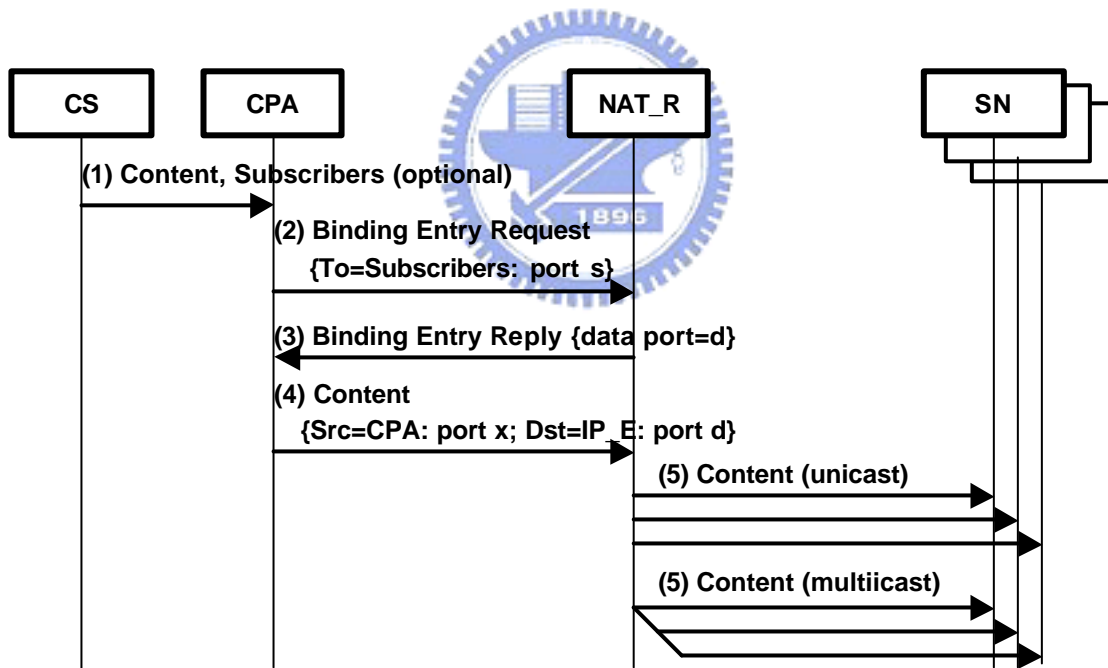 CS
CPA
NAT_R
SN
(1) Content, Subscribers (optional)
1896
(2) Binding Entry Request
{To=Subscribers: port s}
(3) Binding Entry Reply {data port=d}
(4) Content
{Src=CPA: port x; Dst=IP_E: port d}
(5) Content (unicast)
(5) Content (multiicast)